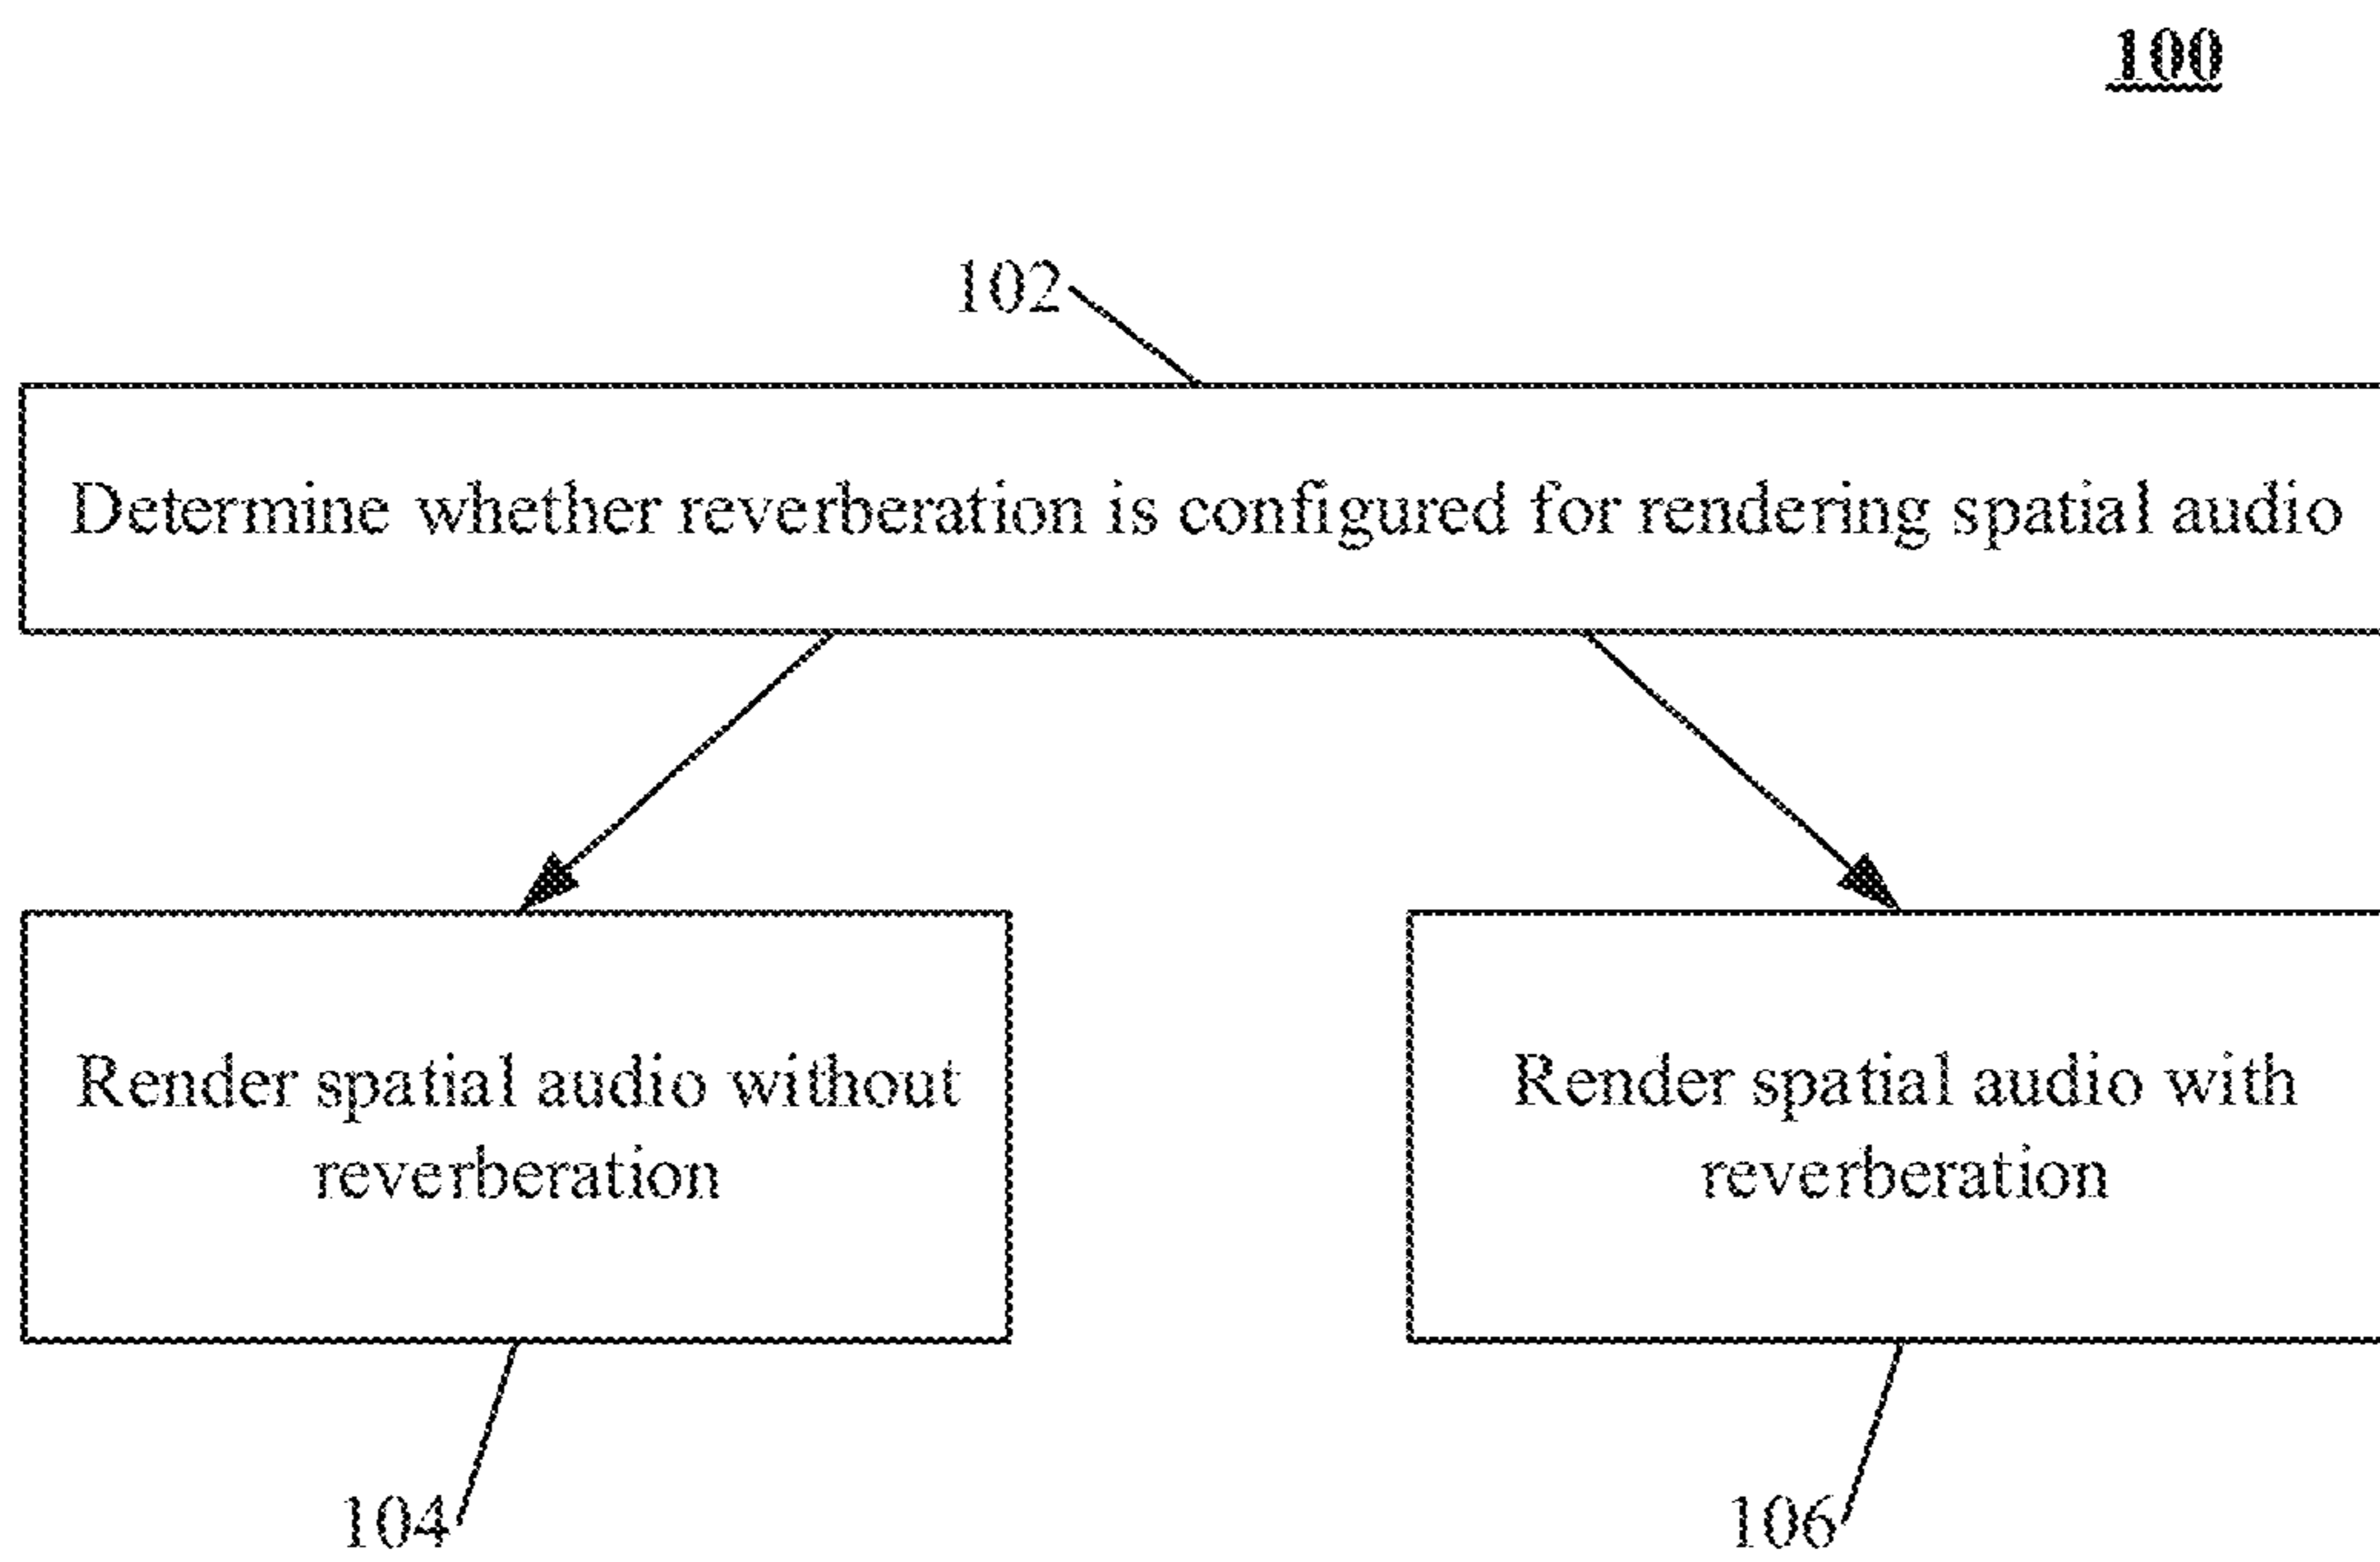 100
102
Determine whether reverberation is configured for rendering spatial audio
Render spatial audio without
reverberation
Render spatial audio with
reverberation
104
106